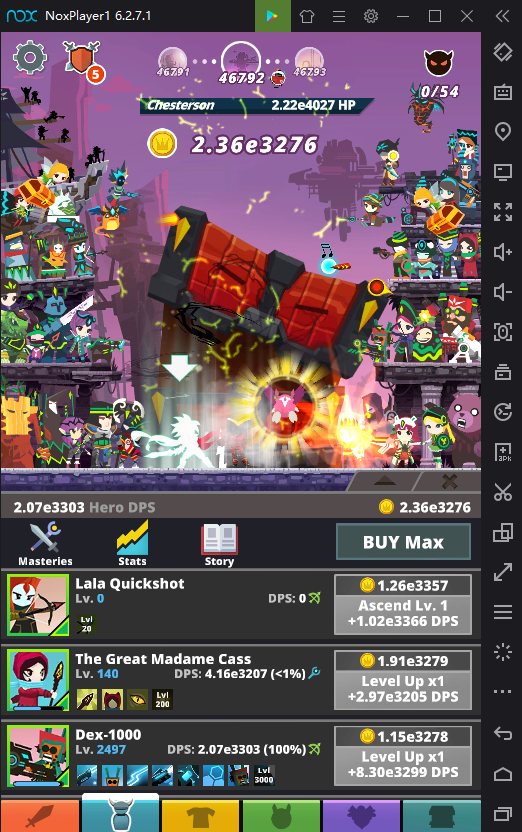 nox NoxPlayer1 6.2.7.1
5
46791
46792
46793
0/54
Chesterson 2.22e4027 HP
2.36e3276
2.07e3303 Hero DPS
2.36e3276
Masteries
Stats
Story
BUY Max
Lala Quickshot
Lv. 0
DPS: 0
Lvl
20
1.26e3357
Ascend Lv. 1
+1.02e3366 DPS
The Great Madame Cass
Lv. 140
DPS: 4.16e3207 (<1%)
Lvl
200
1.91e3279
Level Up x1
+2.97e3205 DPS
Dex-1000
Lv. 2497
DPS: 2.07e3303 (100%)
Lvl
3000
1.15e3278
Level Up x1
+8.30e3299 DPS